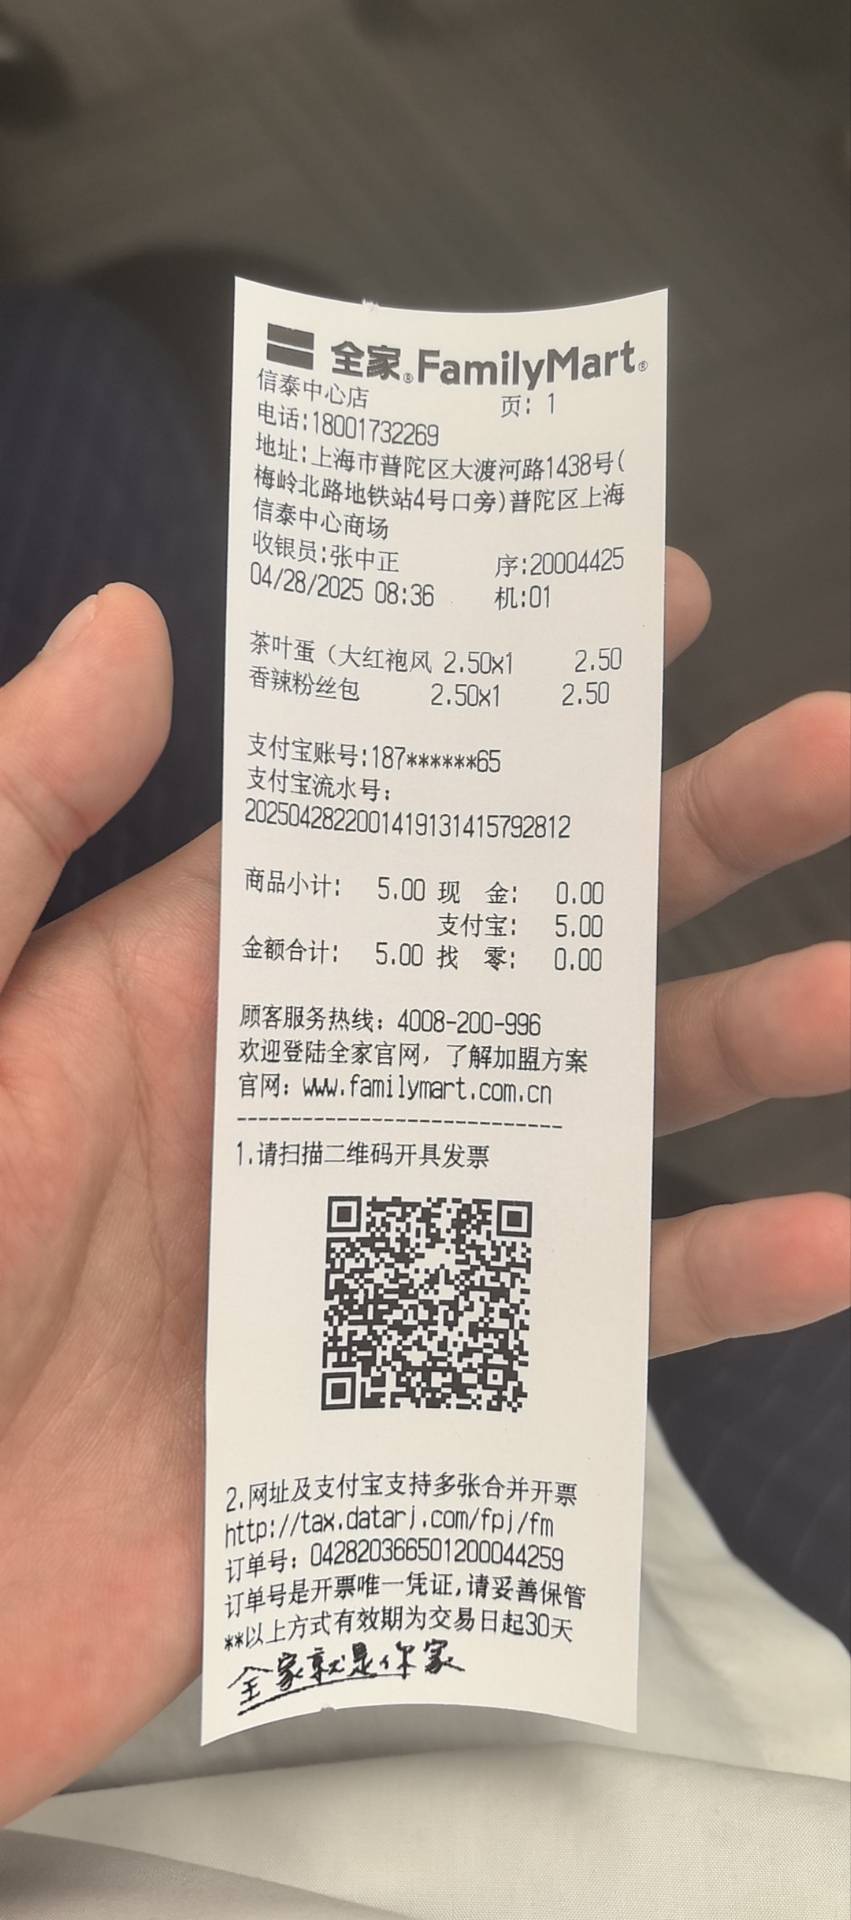 全家®FamilyMart®
信泰中心店 页: 1
电话:18001732269
地址:上海市普陀区大渡河路1438号(
梅岭北路地铁站4号口旁)普陀区上海
信泰中心商场
收银员:张中正 序:20004425
04/28/2025 08:36 机:01
茶叶蛋（大红袍风 2.50x1 2.50
香辣粉丝包 2.50x1 2.50
支付宝账号:187******65
支付宝流水号:
2025042822001419131415792812
商品小计: 5.00 现 金: 0.00
支付宝: 5.00
金额合计: 5.00 找 零: 0.00
顾客服务热线: 4008-200-996
欢迎登陆全家官网，了解加盟方案
官网: www.familymart.com.cn
-----------------------------
1.请扫描二维码开具发票
2.网址及支付宝支持多张合并开票
http://tax.datarj.com/fpj/fm
订单号: 042820366501200044259
订单号是开票唯一凭证,请妥善保管
**以上方式有效期为交易日起30天
全家就是你家